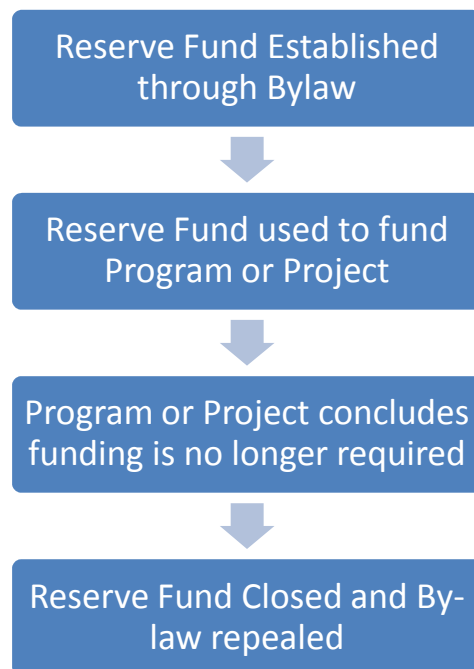 Reserve Fund Established
through Bylaw
Reserve Fund used to fund
Program or Project
Program or Project concludes
funding is no longer required
Reserve Fund Closed and By-
law repealed